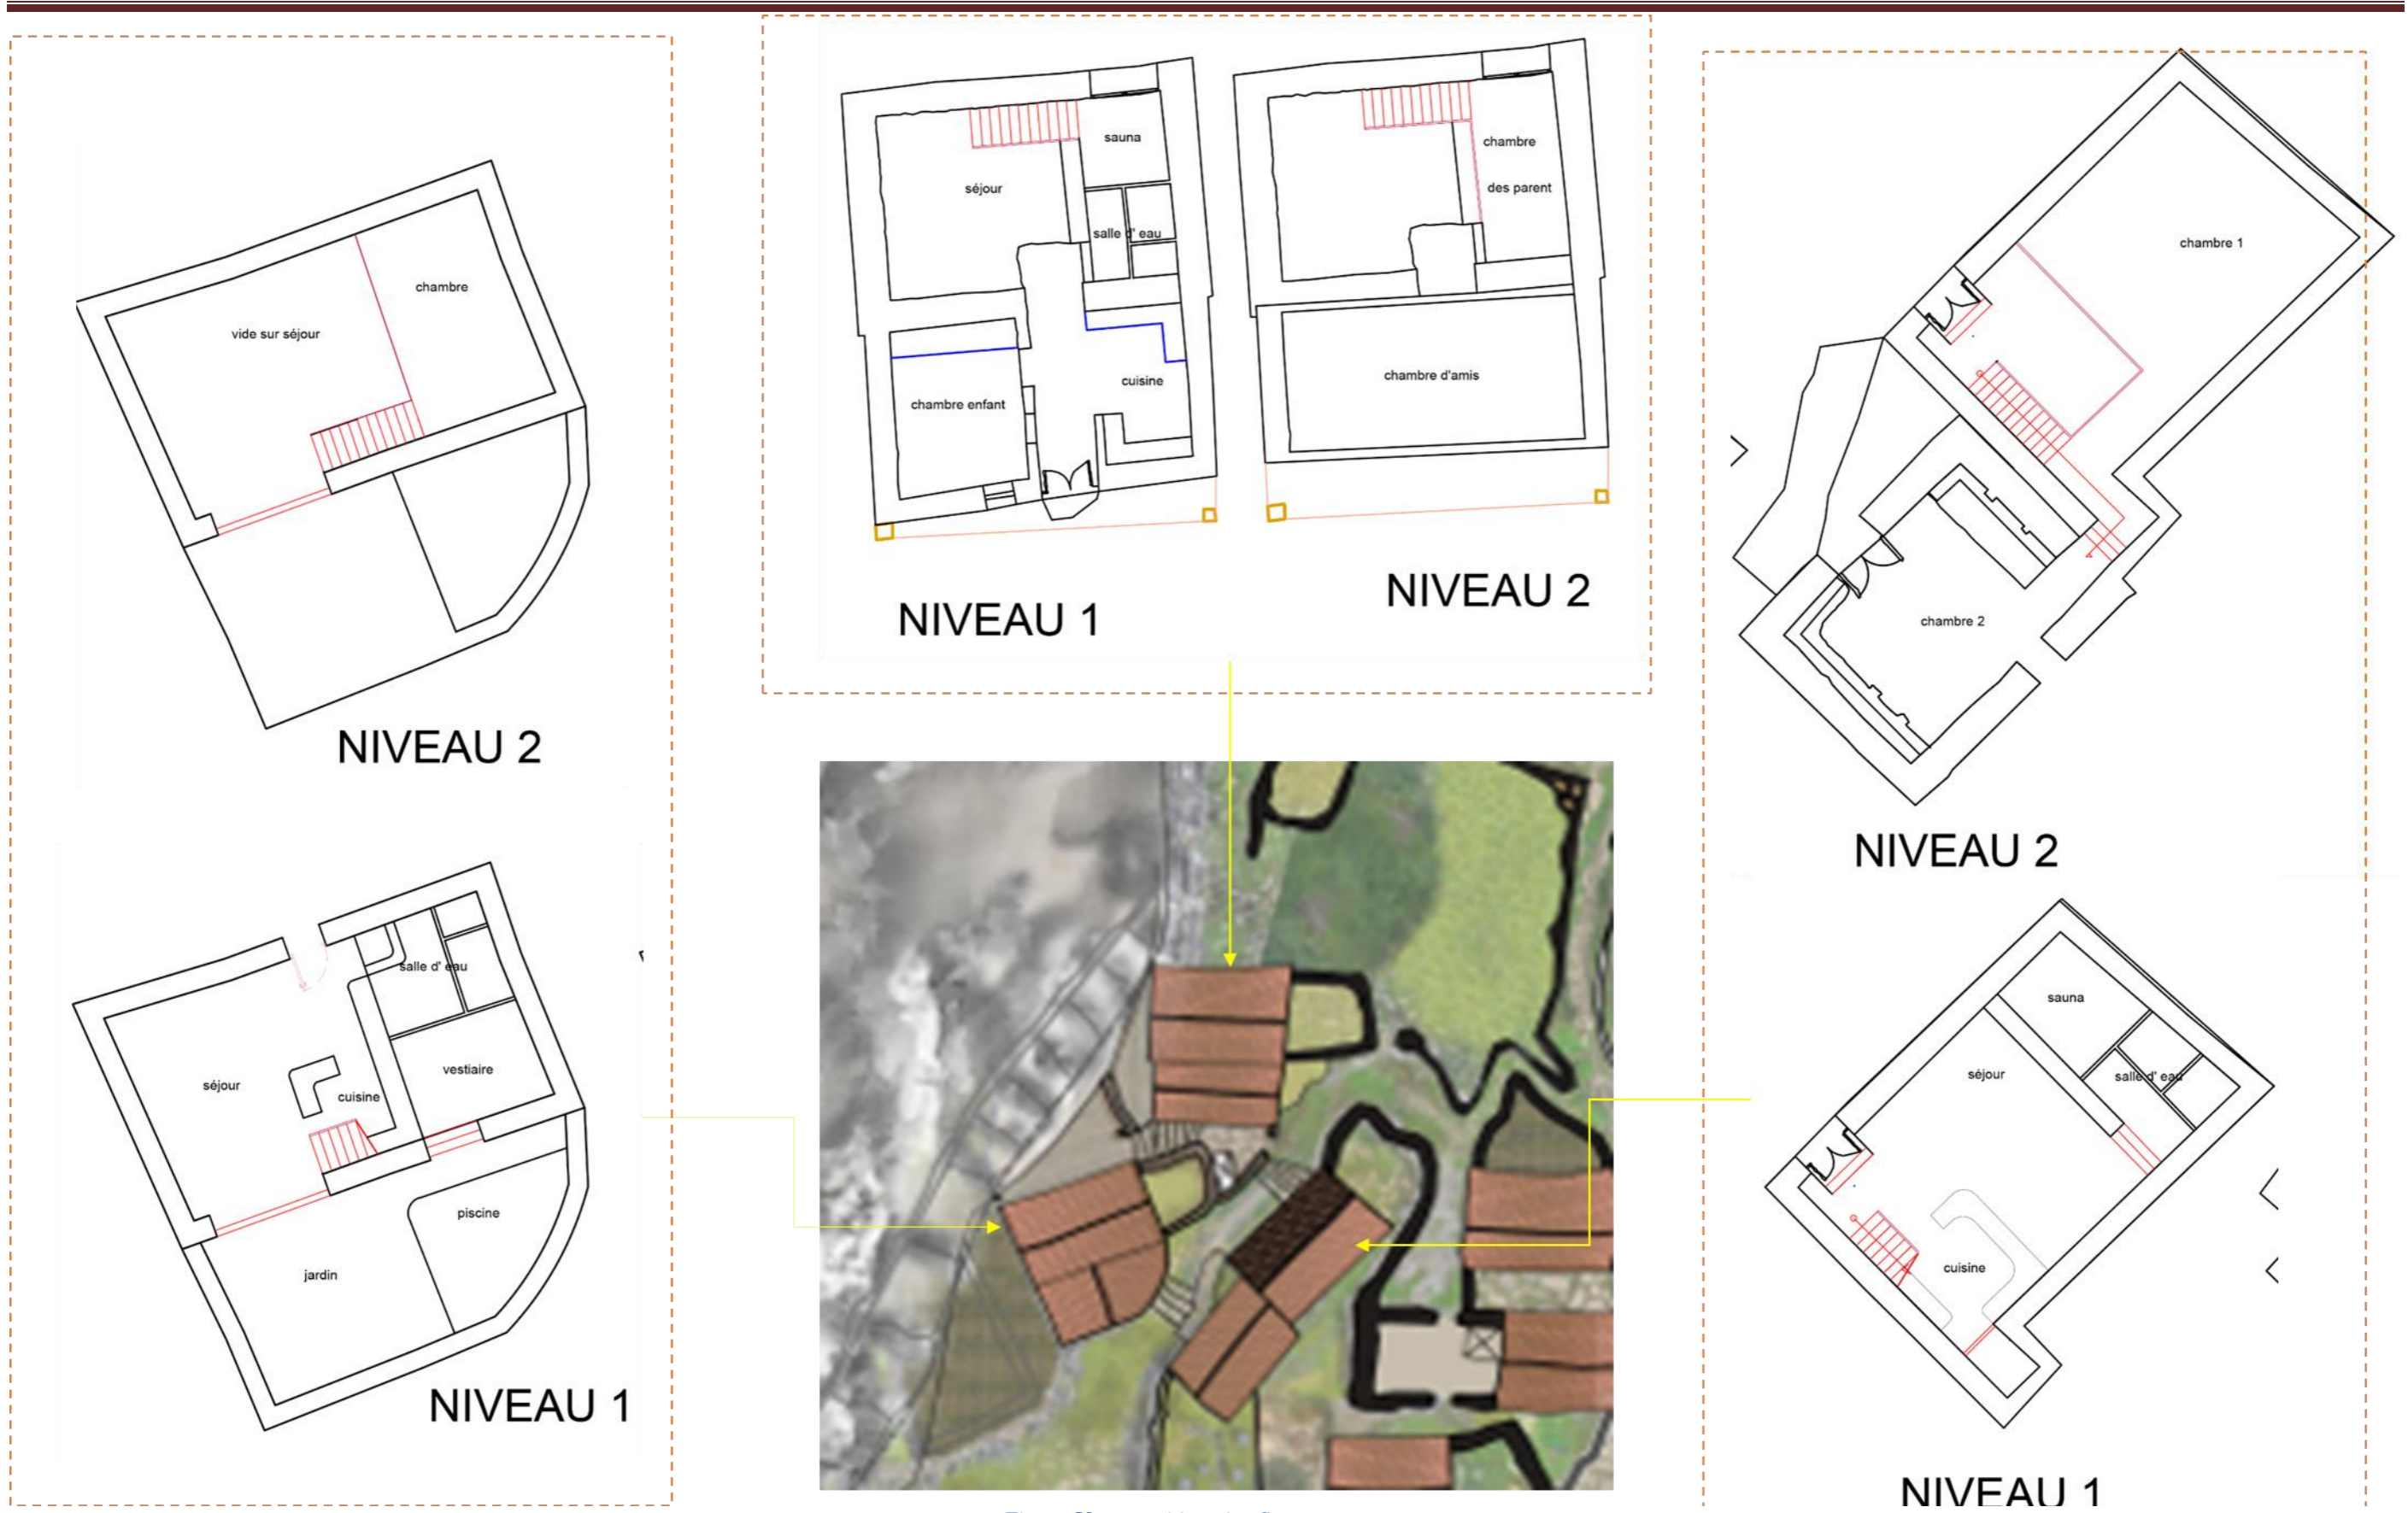 vide sur séjour
chambre
NIVEAU 2
séjour
cuisine
salle d' eau
vestiaire
piscine
jardin
NIVEAU 1
séjour
sauna
salle d' eau
chambre enfant
cuisine
NIVEAU 1
chambre
des parent
chambre d'amis
NIVEAU 2
chambre 1
chambre 2
NIVEAU 2
sauna
séjour
salle d' eau
cuisine
NIVEAU 1